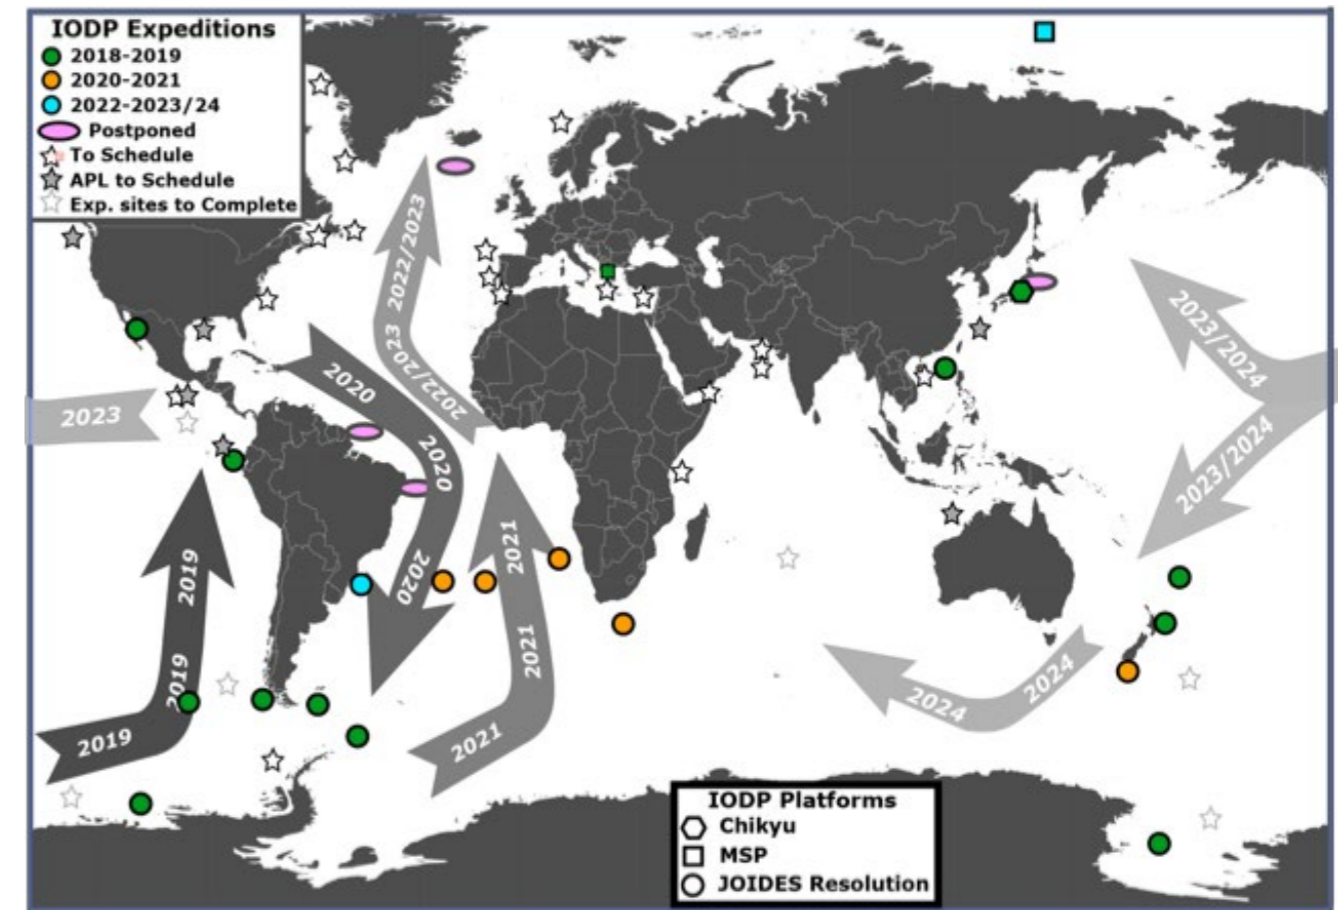 IODP Expeditions
2018-2019
2020-2021
2022-2023/24
Postponed
To Schedule
APL to Schedule
Exp. sites to Complete
2022/2023
2022/2023
2020
2020
2020
2023
2023/2024
2023/2024
2019
2019
2019
2021
2021
2021
2024
2024
IODP Platforms
Chikyu
MSP
JOIDES Resolution